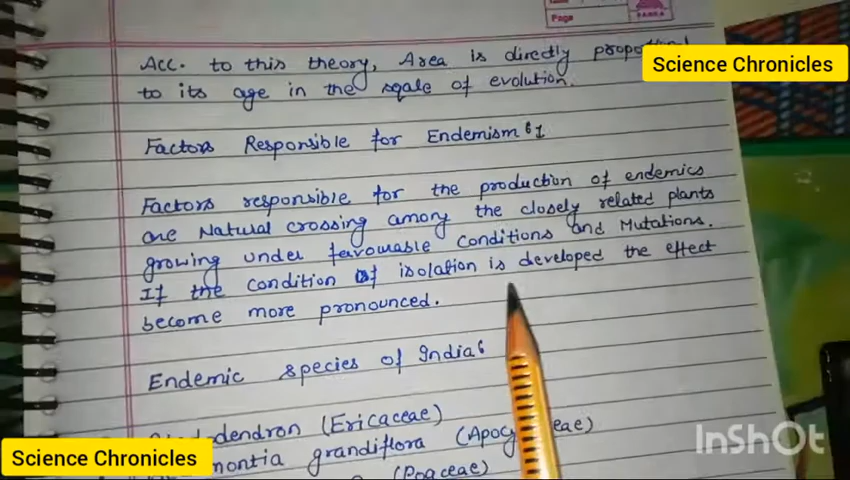 Page
Acc. to this theory, Area is directly
to its age in the sqale of evolution.
Science Chronicles
Factors Responsible for Endemism
Factors responsible for the production of endemics
are Natural crossing among the closely related plants
growing under favourable conditions and Mutations.
If the condition of isolation is developed the effect
become more pronounced.
Endemic species of India
(Ericaceae)
grandiflora
(Poaceae)
Science Chronicles
InShOt